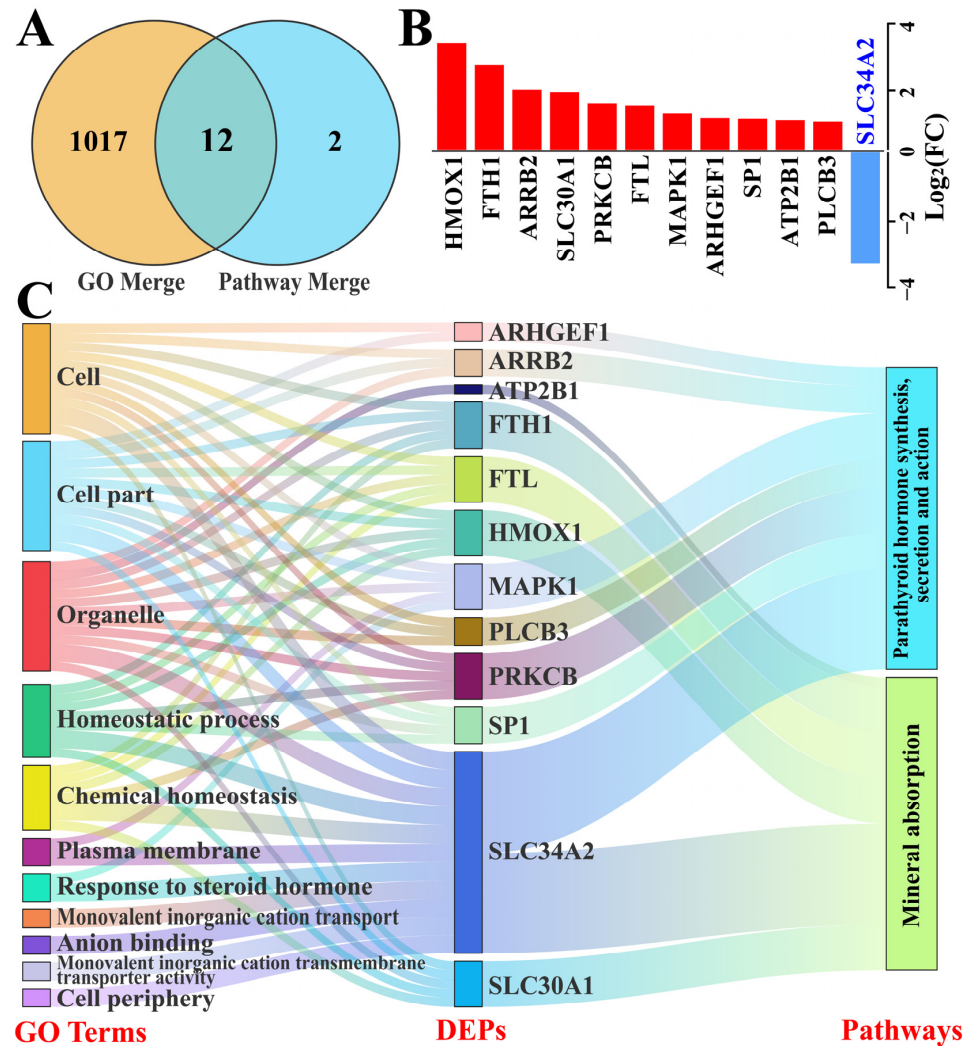 A
1017
12
2
GO Merge
Pathway Merge
B
HMOX1
FTH1
ARRB2
SLC30A1
PRKCB
FTL
MAPK1
ARHGEF1
SP1
ATP2B1
PLCB3
SLC34A2
4
2
0
−2
−4
Log₂(FC)
C
Cell
Cell part
Organelle
Homeostatic process
Chemical homeostasis
Plasma membrane
Response to steroid hormone
Monovalent inorganic cation transport
Anion binding
Monovalent inorganic cation transmembrane
transporter activity
Cell periphery
GO Terms
ARHGEF1
ARRB2
ATP2B1
FTH1
FTL
HMOX1
MAPK1
PLCB3
PRKCB
SP1
SLC34A2
SLC30A1
DEPs
Parathyroid hormone synthesis,
secretion and action
Mineral absorption
Pathways